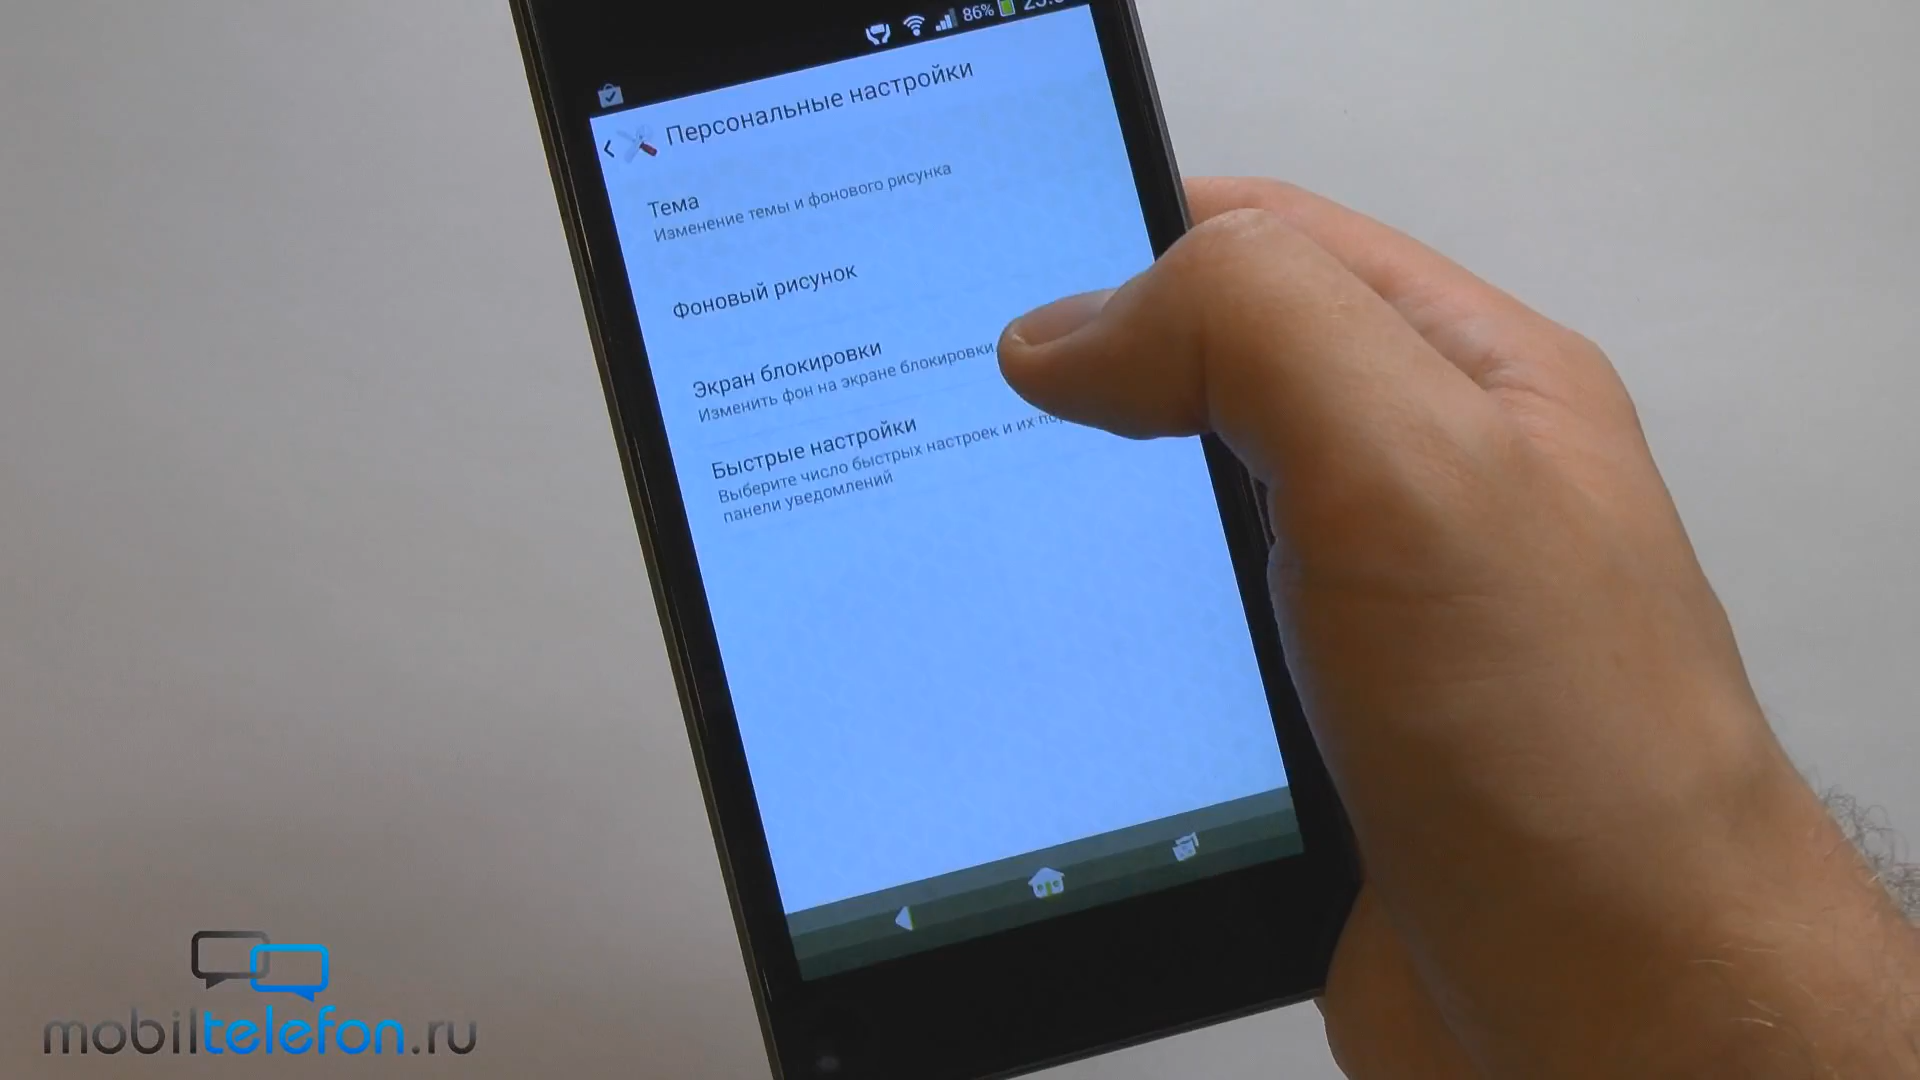 86%
Персональные настройки
Тема
Изменение темы и фонового рисунка
Фоновый рисунок
Экран блокировки
Изменить фон на экране блокировки.
Быстрые настройки
Выберите число быстрых настроек и их
панели уведомлений
mobiltelefon.ru